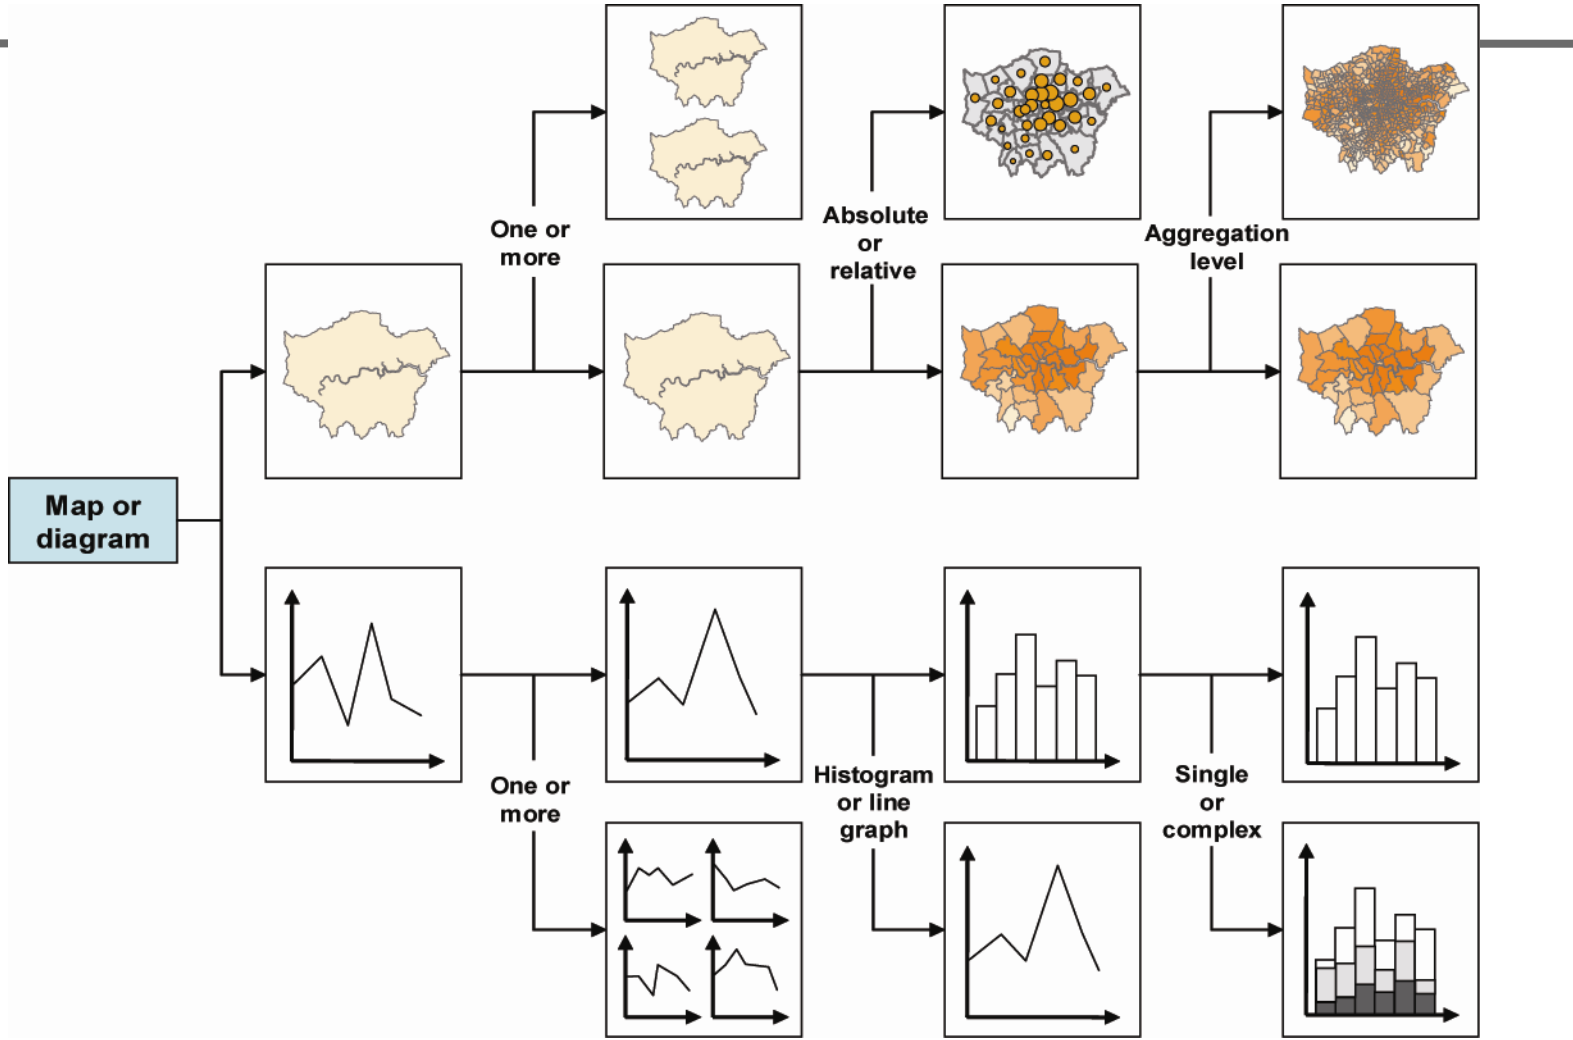 Map or
diagram
One or
more
Absolute
or
relative
Aggregation
level
One or
more
Histogram
or line
graph
Single
or
complex